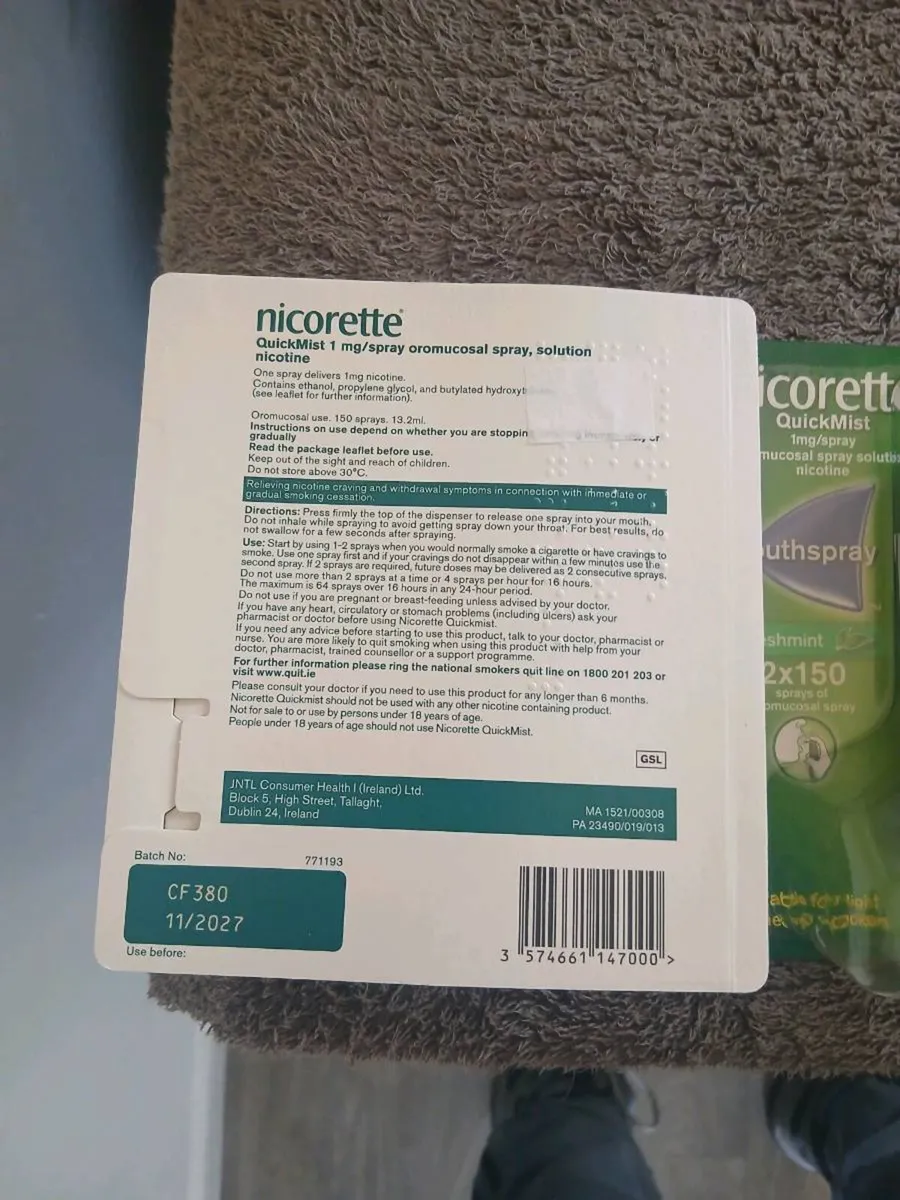 nicorette®
QuickMist 1 mg/spray oromucosal spray, solution
nicotine
One spray delivers 1mg nicotine.
Contains ethanol, propylene glycol, and butylated
(see leaflet for further information).
Oromucosal use. 150 sprays. 13.2ml.
Instructions on use depend on whether you are or
gradually
Read the package leaflet before use.
Keep out of the sight and reach of children.
Do not store above 30°C.
Relieving nicotine craving and withdrawal symptoms in connection with immediate or
gradual smoking cessation.
Directions: Press firmly the top of the dispenser to release one spray into your mouth.
Do not inhale while spraying to avoid getting spray down your throat. For best results, do
not swallow for a few seconds after spraying.
Use: Start by using 1-2 sprays when you would normally smoke a cigarette or have cravings to
smoke. Use one spray first and if your cravings do not disappear within a few minutes use the
second spray. If 2 sprays are required, future doses may be delivered as 2 consecutive sprays.
Do not use more than 2 sprays at a time or 4 sprays per hour for 16 hours.
The maximum is 64 sprays over 16 hours in any 24-hour period.
Do not use if you are pregnant or breast-feeding unless advised by your doctor.
If you have any heart, circulatory or stomach problems (including ulcers) ask your
pharmacist or doctor before using Nicorette Quickmist.
If you need any advice before starting to use this product, talk to your doctor, pharmacist or
nurse. You are more likely to quit smoking when using this product with help from your
doctor, pharmacist, trained counsellor or a support programme.
For further information please ring the national smokers quit line on 1800 201 203 or
visit www.quit.ie
Please consult your doctor if you need to use this product for any longer than 6 months.
Nicorette Quickmist should not be used with any other nicotine containing product.
Not for sale to or use by persons under 18 years of age.
People under 18 years of age should not use Nicorette QuickMist.
GSL
JNTL Consumer Health I (Ireland) Ltd.
Block 5, High Street, Tallaght,
Dublin 24, Ireland
MA 1521/00308
PA 23490/019/013
Batch No:
771193
CF380
11/2027
Use before:
3 574661 147000 >
icorette
QuickMist
1mg/spray
mucosal spray soluti
nicotine
outhspray
shmint
2x150
sprays of
omucosal spray